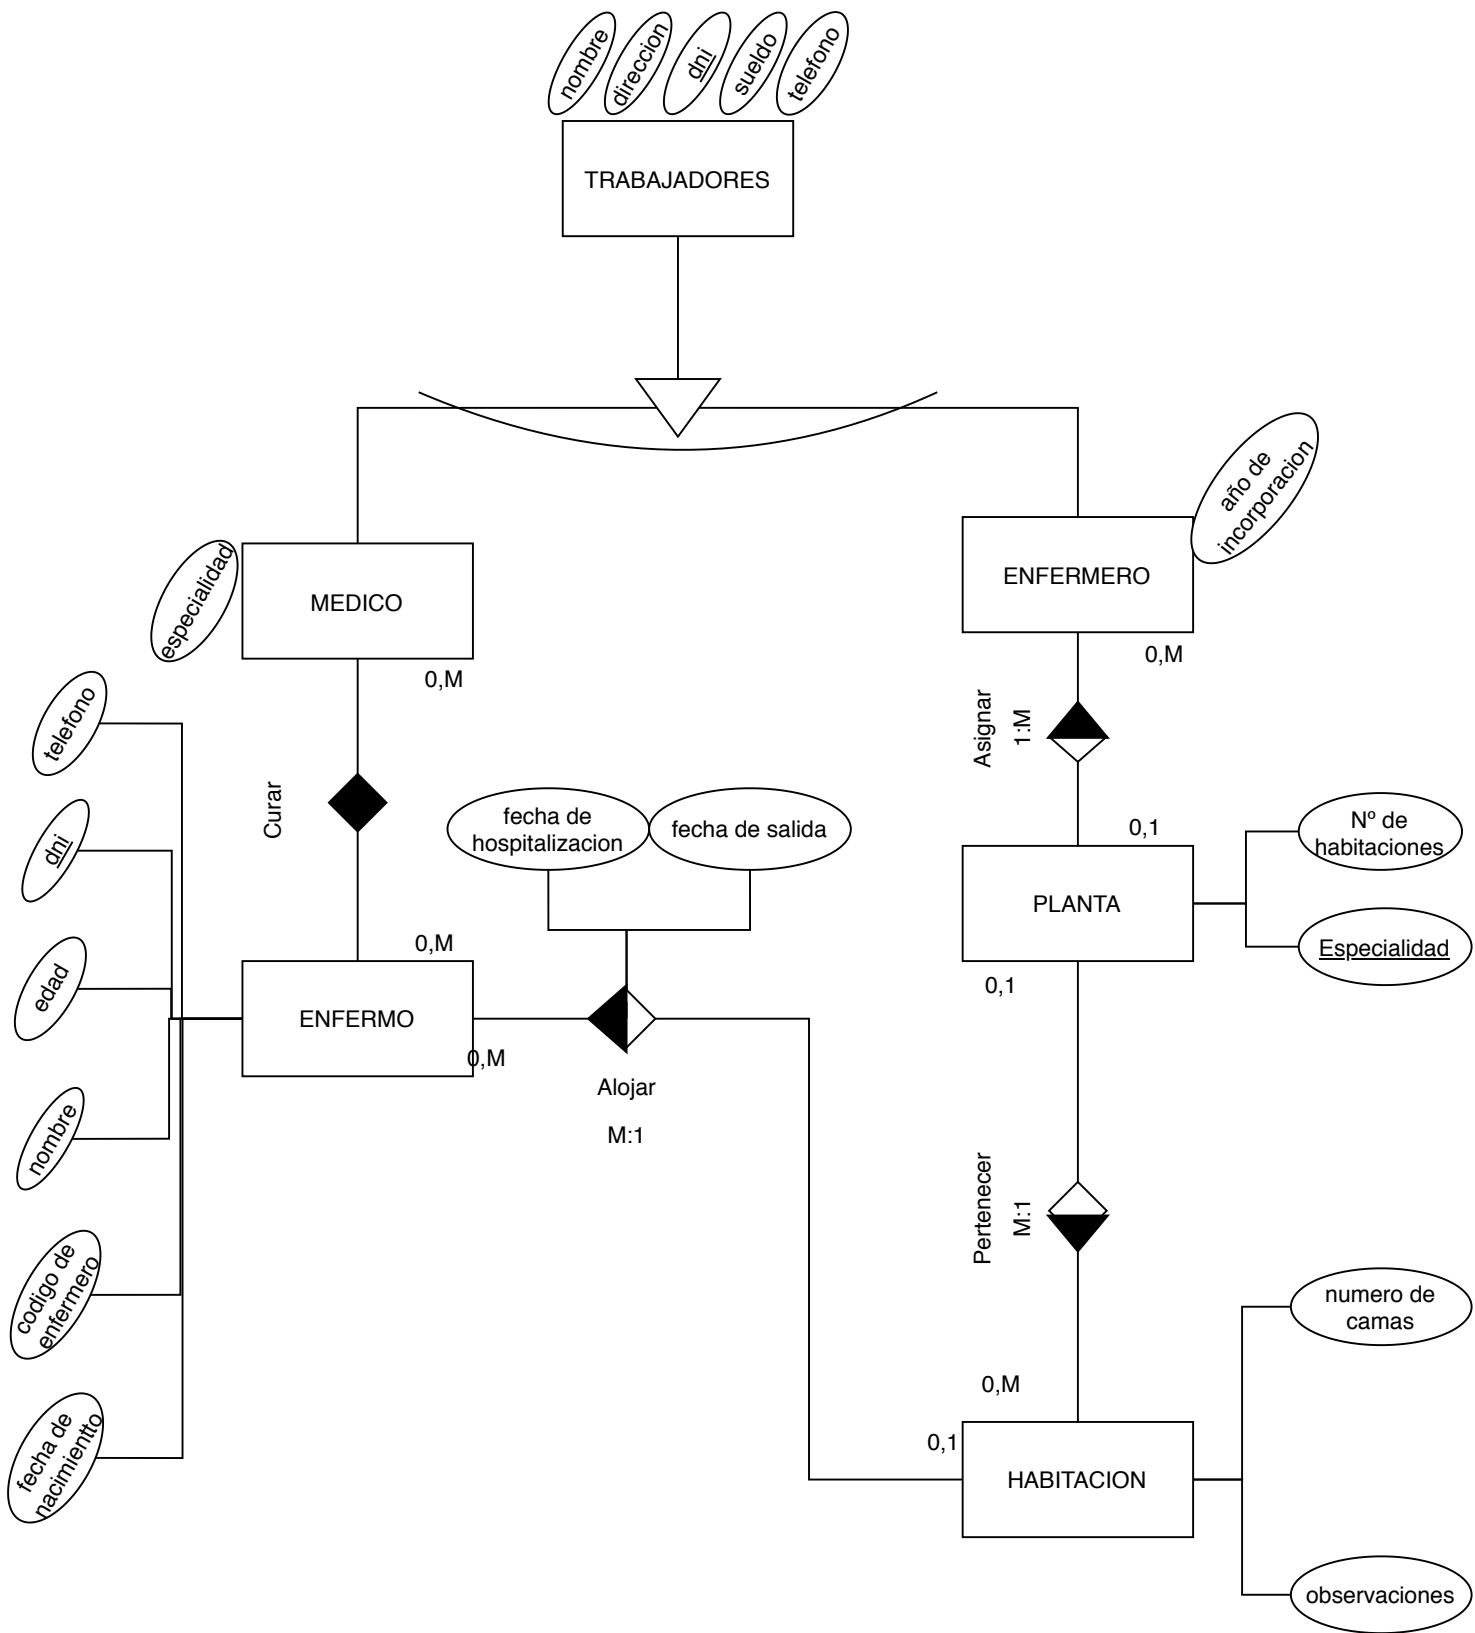 nombre
direccion
dni
sueldo
telefono
TRABAJADORES
año de
incorporacion
especialidad
MEDICO
ENFERMERO
0,M
0,M
telefono
Asignar
1:M
Curar
fecha de
hospitalizacion
fecha de salida
0,1
Nº de
habitaciones
dni
PLANTA
Especialidad
0,M
0,1
edad
ENFERMO
0,M
Alojar
M:1
nombre
Pertenecer
M:1
codigo de
enfermero
numero de
camas
0,M
0,1
fecha de
nacimientto
HABITACION
observaciones